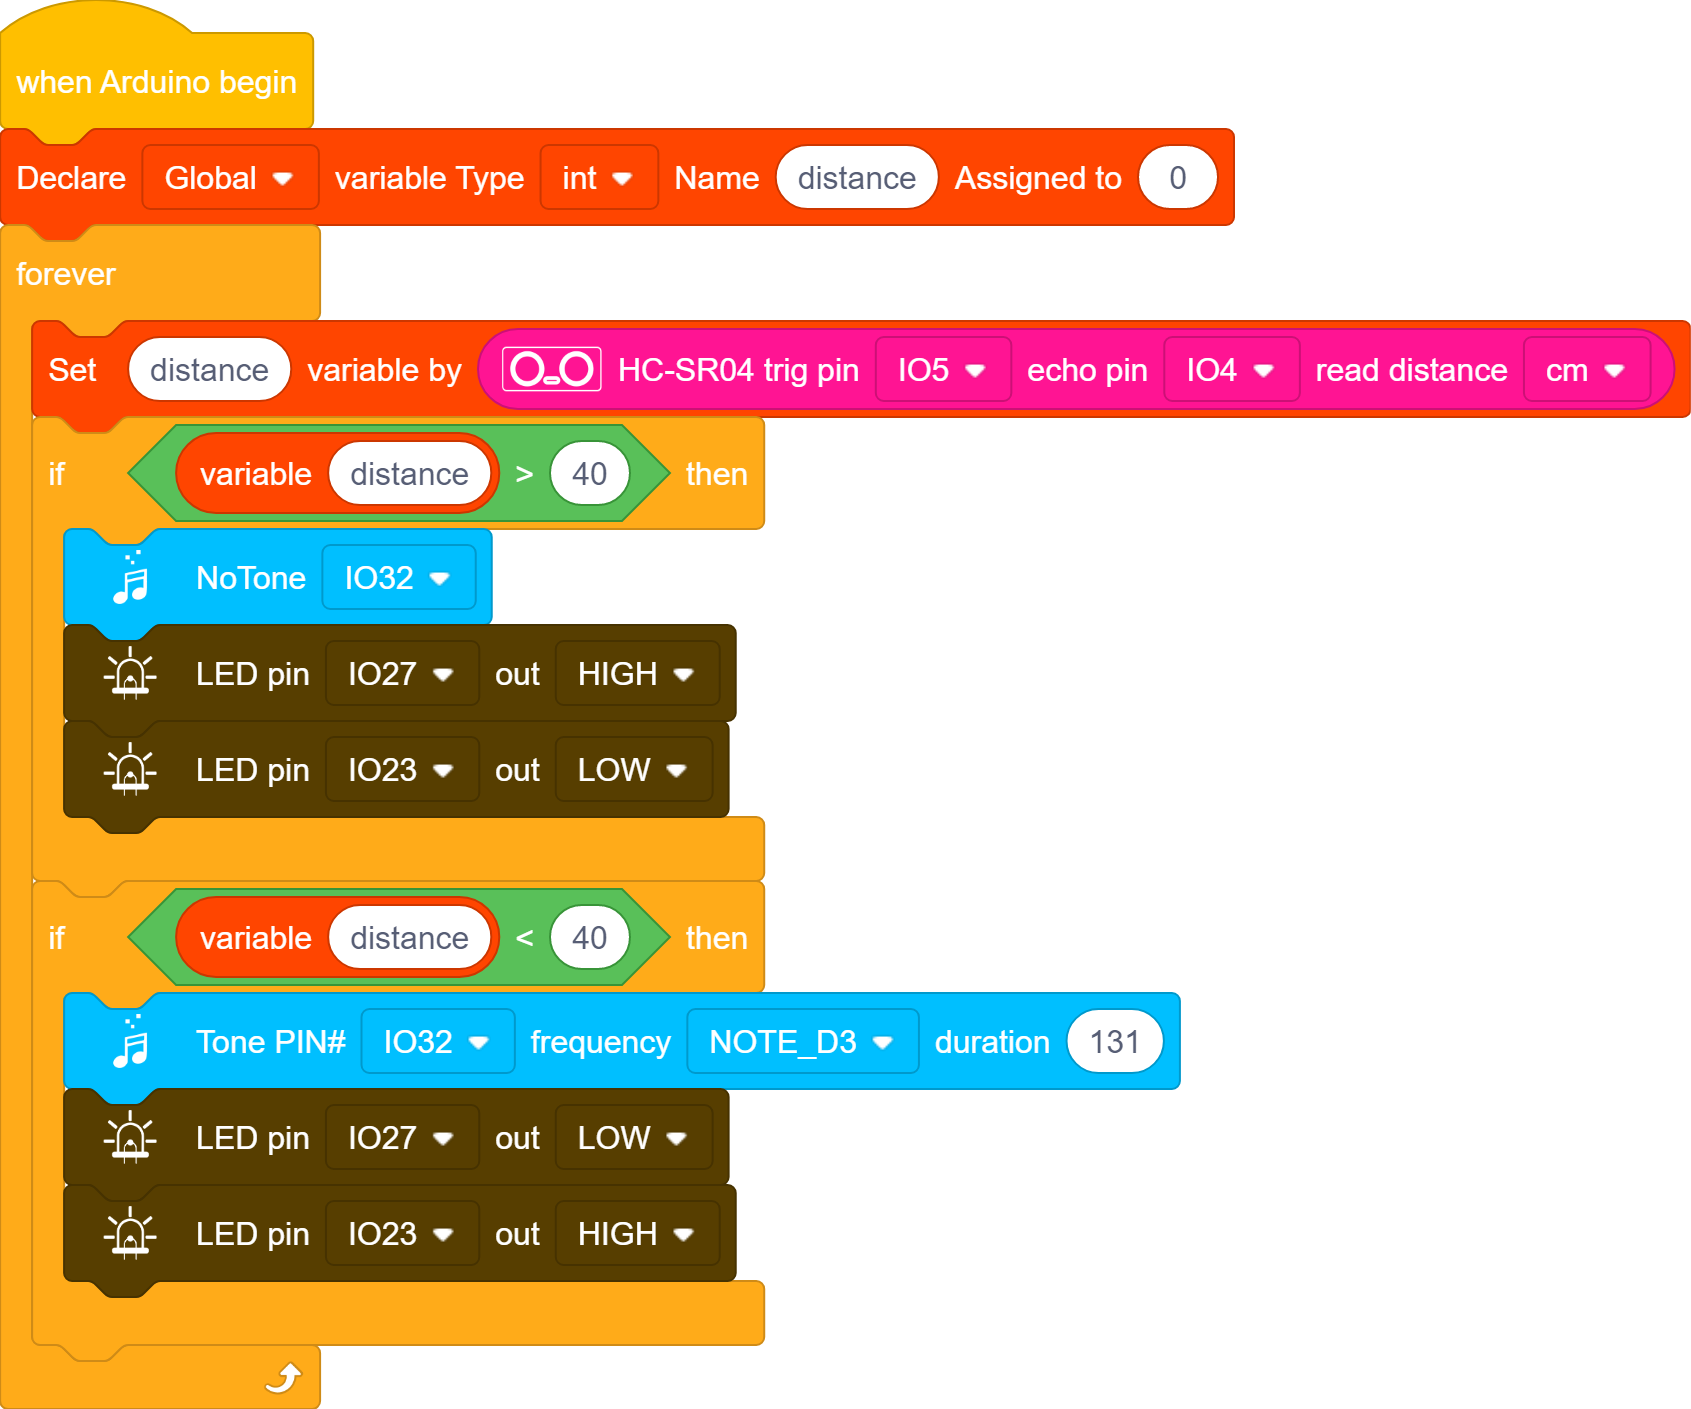 when Arduino begin
Declare Global variable Type int Name distance Assigned to 0
forever
Set distance variable by HC-SR04 trig pin IO5 echo pin IO4 read distance cm
if variable distance > 40 then
NoTone IO32
LED pin IO27 out HIGH
LED pin IO23 out LOW
if variable distance < 40 then
Tone PIN# IO32 frequency NOTE_D3 duration 131
LED pin IO27 out LOW
LED pin IO23 out HIGH